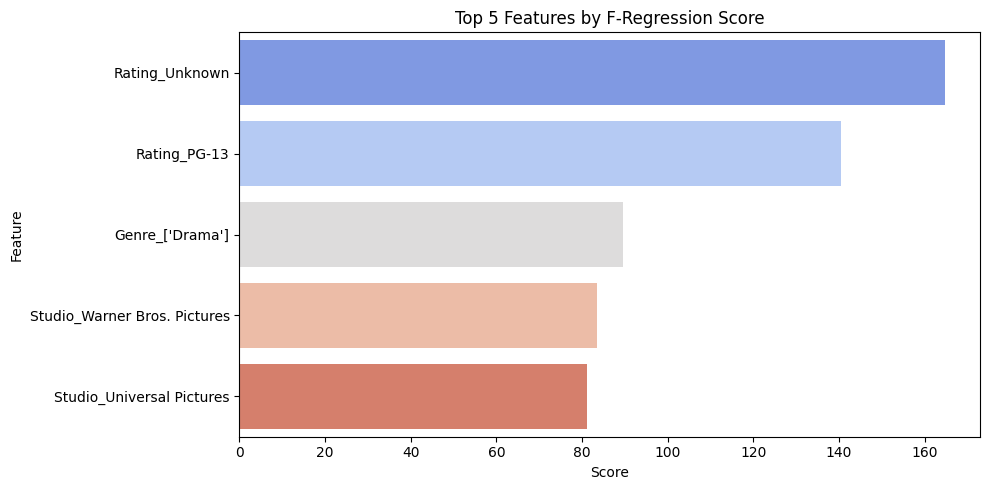 Top 5 Features by F-Regression Score
Feature
Rating_Unknown
Rating_PG-13
Genre_['Drama']
Studio_Warner Bros. Pictures
Studio_Universal Pictures
0 20 40 60 80 100 120 140 160
Score